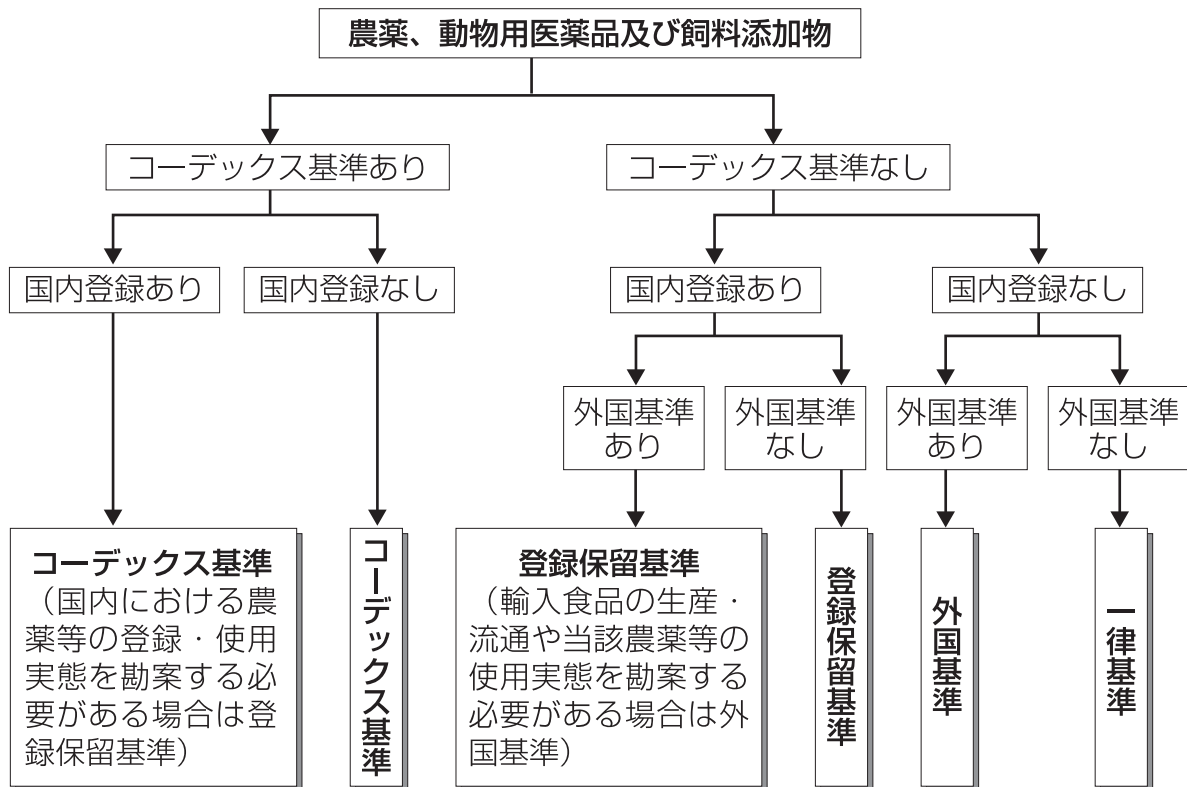 農薬、動物用医薬品及び飼料添加物
コーデックス基準あり
コーデックス基準なし
国内登録あり
国内登録なし
国内登録あり
国内登録なし
外国基準
あり
外国基準
なし
外国基準
あり
外国基準
なし
コーデックス基準
（国内における農
薬等の登録・使用
実態を勘案する必
要がある場合は登
録保留基準）
コーデックス基準
登録保留基準
（輸入食品の生産・
流通や当該農薬等の
使用実態を勘案する
必要がある場合は外
国基準）
登録保留基準
外国基準
一律基準